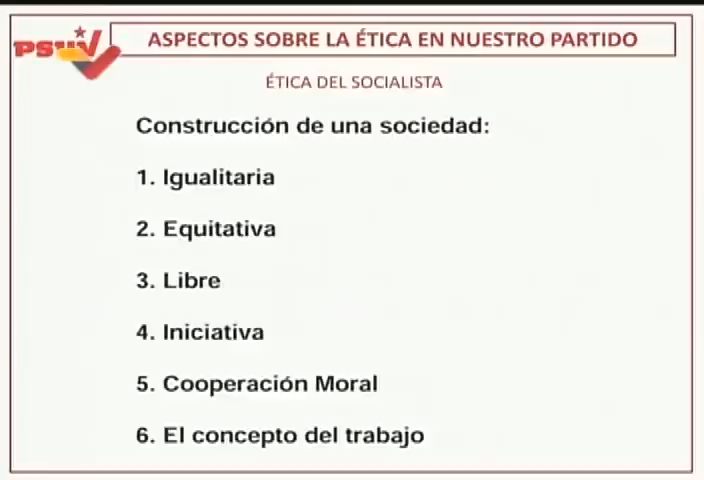 PSUV
ASPECTOS SOBRE LA ÉTICA EN NUESTRO PARTIDO
ÉTICA DEL SOCIALISTA
Construcción de una sociedad:
1. Igualitaria
2. Equitativa
3. Libre
4. Iniciativa
5. Cooperación Moral
6. El concepto del trabajo